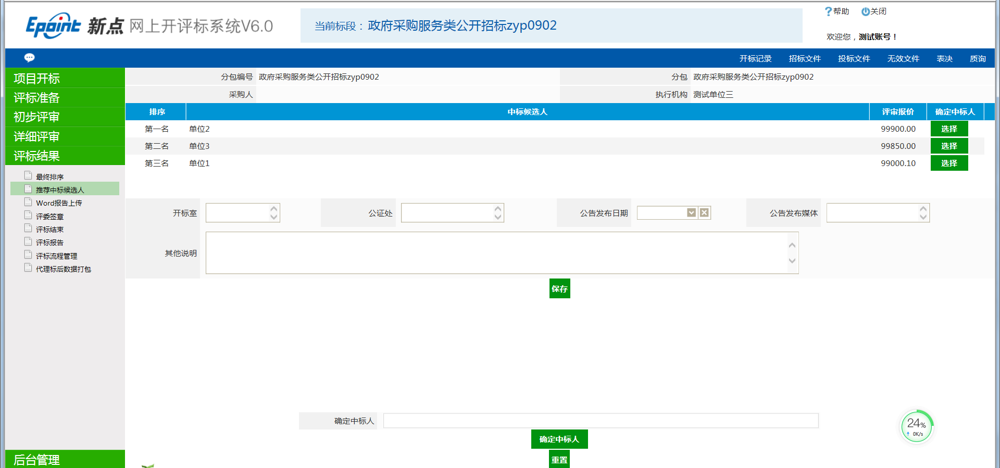 Epoint 新点 网上开评标系统V6.0
当前标段：政府采购服务类公开招标zyp0902
帮助 关闭
欢迎您，测试账号！
开标记录 招标文件 投标文件 无效文件 表决 质询
项目开标
评标准备
初步评审
详细评审
评标结果
最终排序
推荐中标候选人
Word报告上传
评委签章
评标结束
评标报告
评标流程管理
代理标后数据打包
后台管理
分包编号 政府采购服务类公开招标zyp0902 分包 政府采购服务类公开招标zyp0902
采购人 执行机构 测试单位三
排序 中标候选人 评审报价 确定中标人
第一名 单位2 99900.00 选择
第二名 单位3 99850.00 选择
第三名 单位1 99000.10 选择
开标室 公证处 公告发布日期 公告发布媒体
其他说明
保存
确定中标人
确定中标人
重置
24%
0K/s